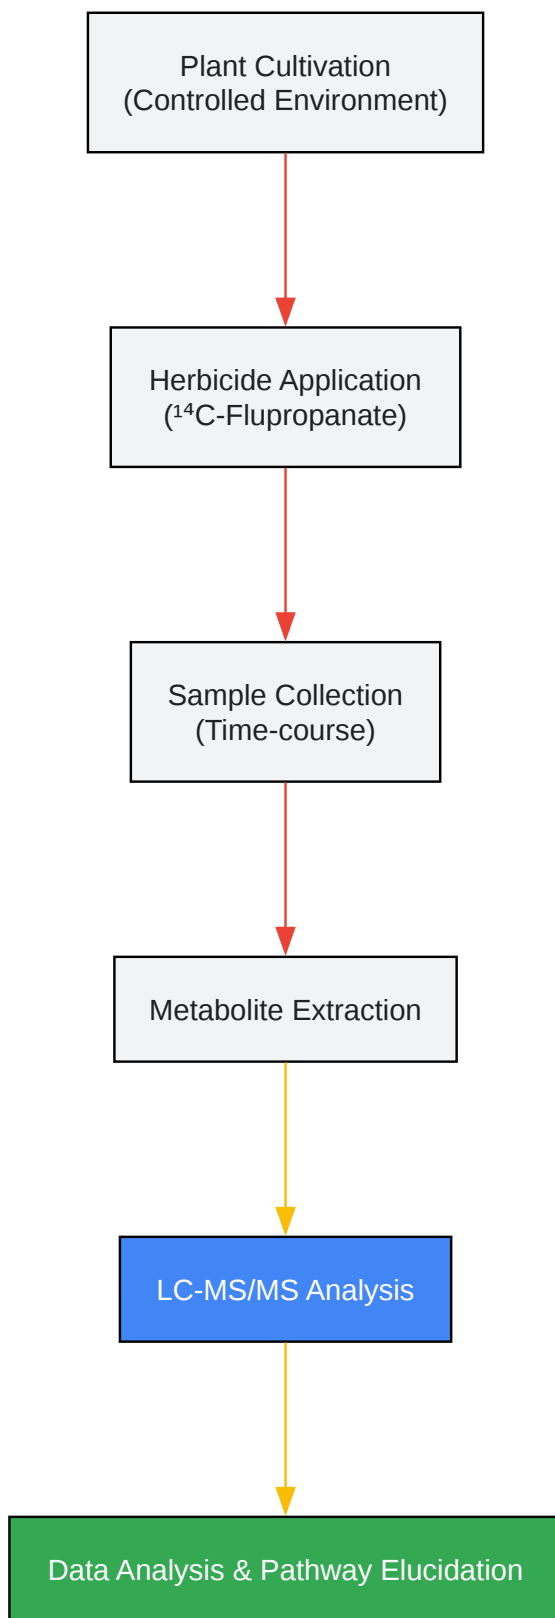 Plant Cultivation
(Controlled Environment)
Herbicide Application
(¹⁴C-Flupropanate)
Sample Collection
(Time-course)
Metabolite Extraction
LC-MS/MS Analysis
Data Analysis & Pathway Elucidation